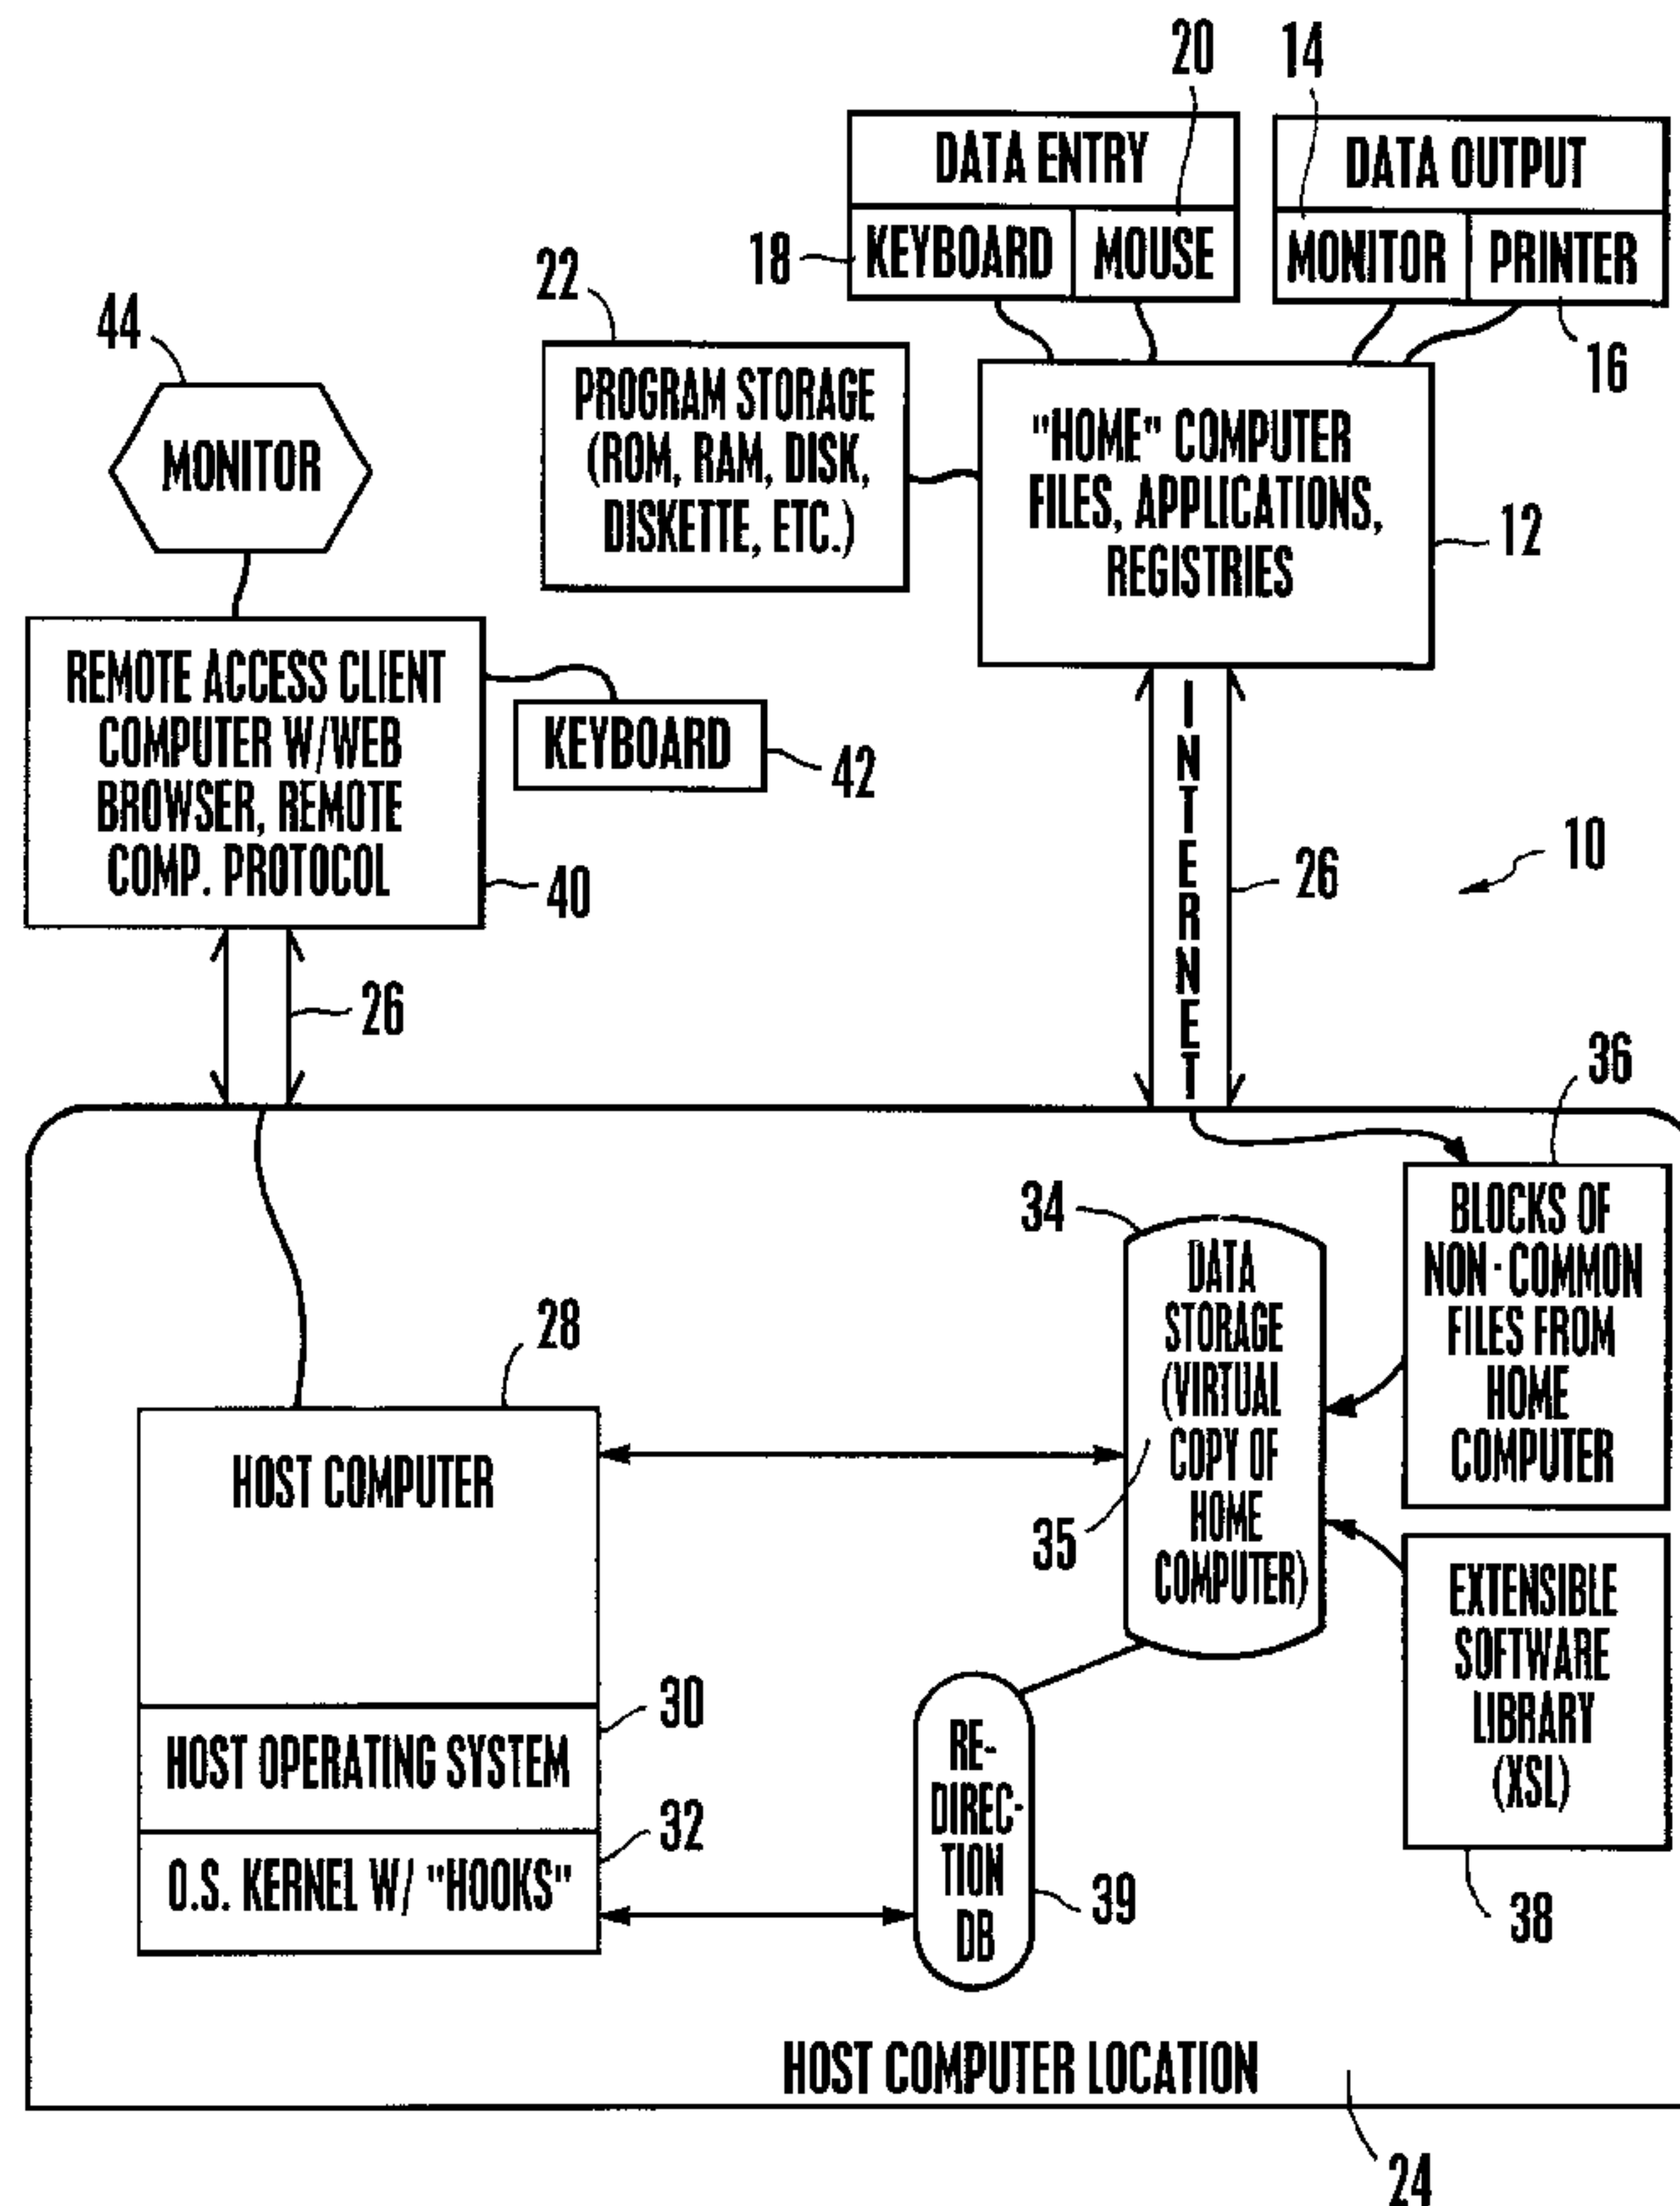 20
14
DATA ENTRY
DATA OUTPUT
18
KEYBOARD
MOUSE
MONITOR
PRINTER
22
16
44
PROGRAM STORAGE
(ROM, RAM, DISK,
DISKETTE, ETC.)
"HOME" COMPUTER
FILES, APPLICATIONS,
REGISTRIES
12
MONITOR
REMOTE ACCESS CLIENT
COMPUTER W/WEB
BROWSER, REMOTE
COMP. PROTOCOL
40
KEYBOARD
42
INTERNET
26
10
26
36
34
BLOCKS OF
NON-COMMON
FILES FROM
HOME
COMPUTER
DATA
STORAGE
(VIRTUAL
COPY OF
HOME
COMPUTER)
35
28
HOST COMPUTER
EXTENSIBLE
SOFTWARE
LIBRARY
(XSL)
38
30
HOST OPERATING SYSTEM
32
O.S. KERNEL W/ "HOOKS"
RE-
DIREC-
TION
DB
39
HOST COMPUTER LOCATION
24